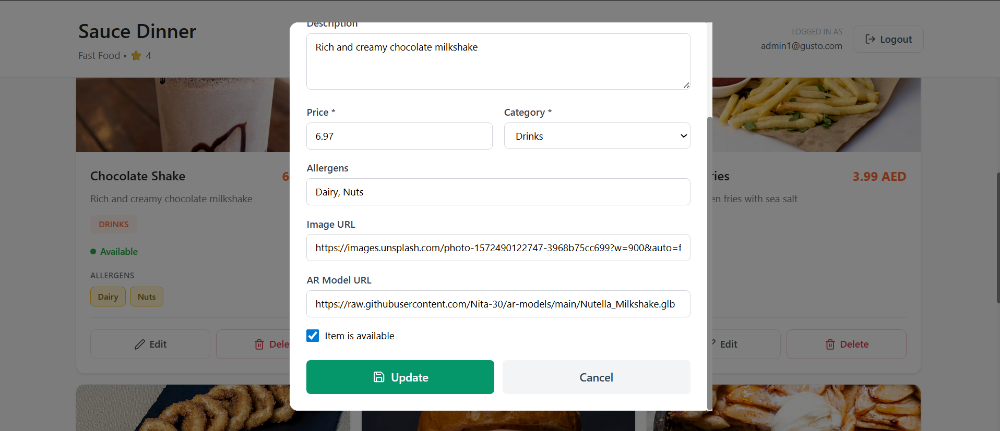 Sauce Dinner
Fast Food • ⭐ 4
LOGGED IN AS
admin1@gusto.com
Logout
Description
Rich and creamy chocolate milkshake
Price *
Category *
6.97
Drinks
Allergens
Dairy, Nuts
Image URL
https://images.unsplash.com/photo-1572490122747-3968b75cc699?w=900&auto=f
AR Model URL
https://raw.githubusercontent.com/Nita-30/ar-models/main/Nutella_Milkshake.glb
Item is available
Update
Cancel
Chocolate Shake
6
Rich and creamy chocolate milkshake
DRINKS
Available
ALLERGENS
Dairy
Nuts
Edit
Dele
ries
3.99 AED
en fries with sea salt
Edit
Delete